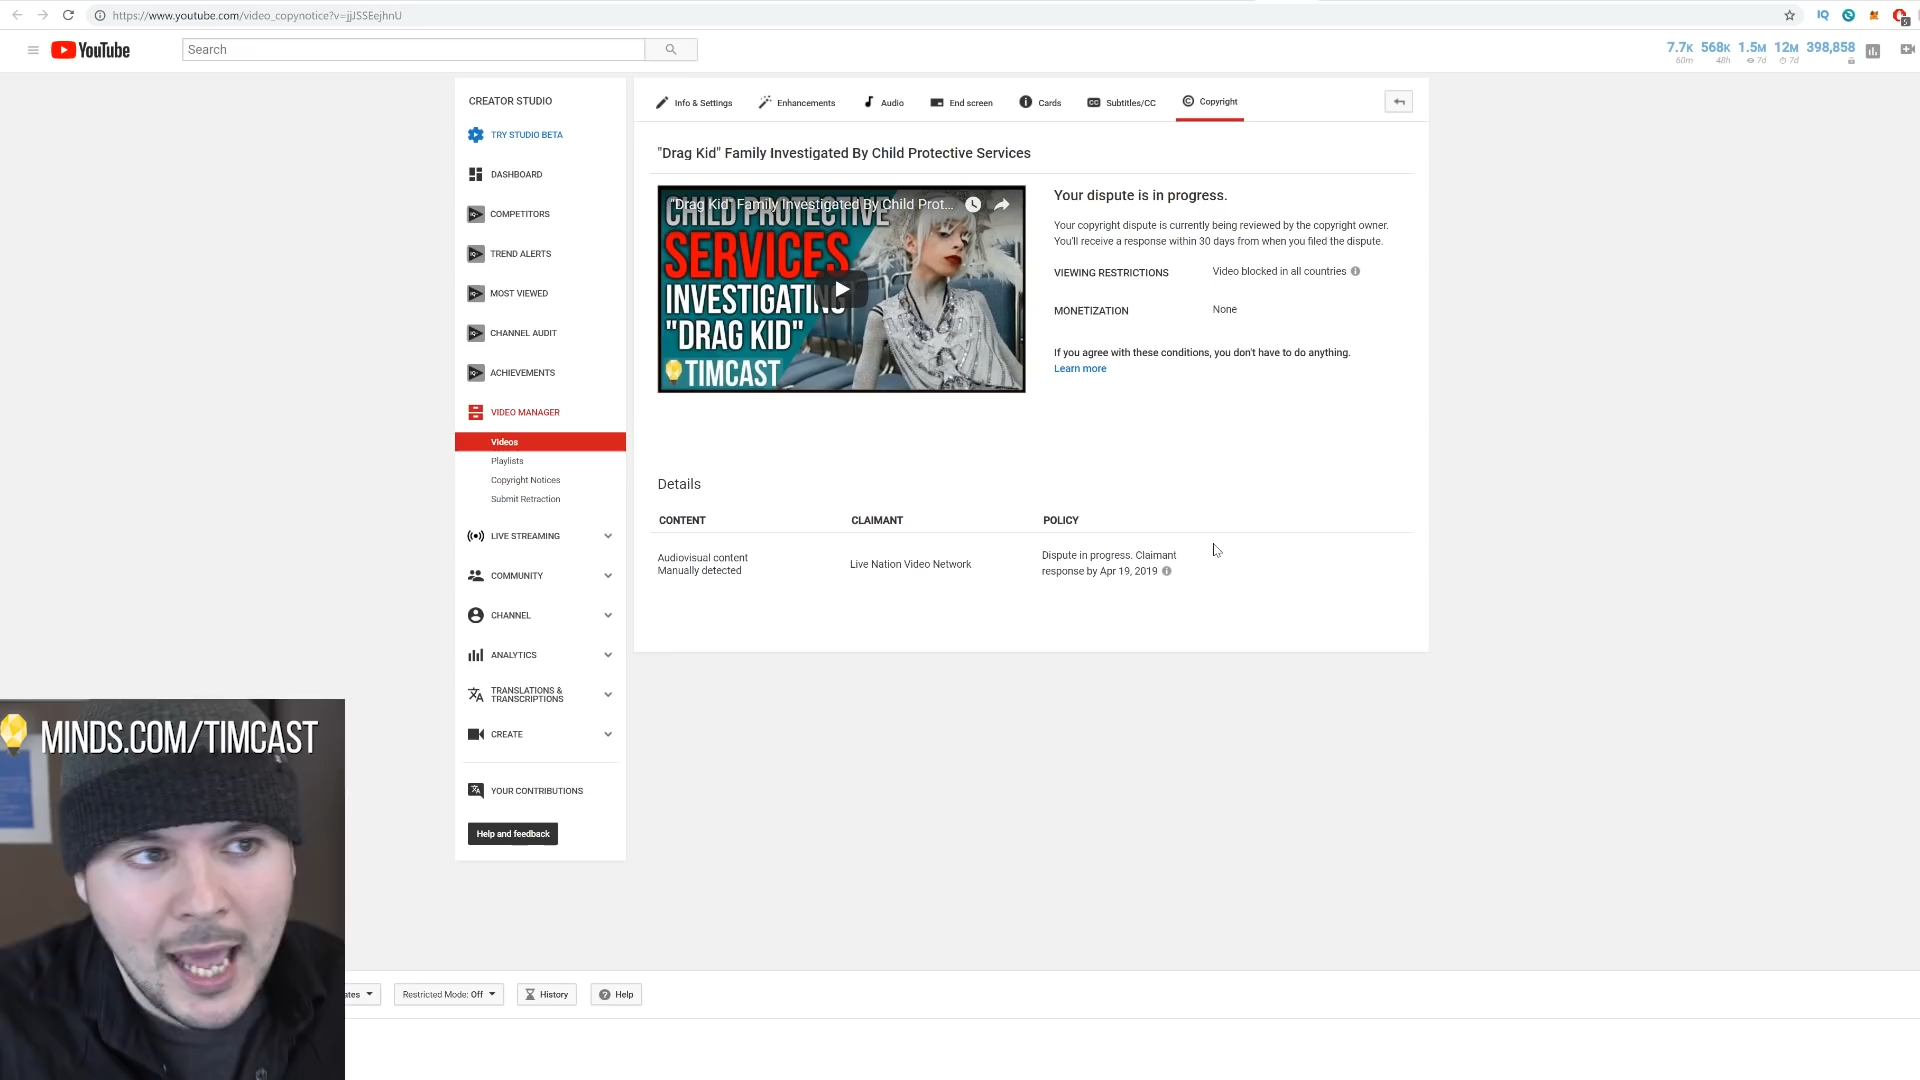 https://www.youtube.com/video_copynotice?v=jjJSSEejhnU
YouTube
Search
7.7K 568K 1.5M 12M 398,858
60m 48h 7d 7d
CREATOR STUDIO
TRY STUDIO BETA
DASHBOARD
COMPETITORS
TREND ALERTS
MOST VIEWED
CHANNEL AUDIT
ACHIEVEMENTS
VIDEO MANAGER
Videos
Playlists
Copyright Notices
Submit Retraction
LIVE STREAMING
COMMUNITY
CHANNEL
ANALYTICS
TRANSLATIONS &
TRANSCRIPTIONS
CREATE
YOUR CONTRIBUTIONS
Help and feedback
Info & Settings
Enhancements
Audio
End screen
Cards
Subtitles/CC
Copyright
"Drag Kid" Family Investigated By Child Protective Services
"Drag Kid" Family Investigated By Child Prot...
CHILD PROTECTIVE
SERVICES
INVESTIGATING
"DRAG KID"
TIMCAST
Your dispute is in progress.
Your copyright dispute is currently being reviewed by the copyright owner.
You'll receive a response within 30 days from when you filed the dispute.
VIEWING RESTRICTIONS Video blocked in all countries
MONETIZATION None
If you agree with these conditions, you don't have to do anything.
Learn more
Details
CONTENT CLAIMANT POLICY
Audiovisual content
Manually detected
Live Nation Video Network
Dispute in progress. Claimant
response by Apr 19, 2019
MINDS.COM/TIMCAST
Restricted Mode: Off
History
Help